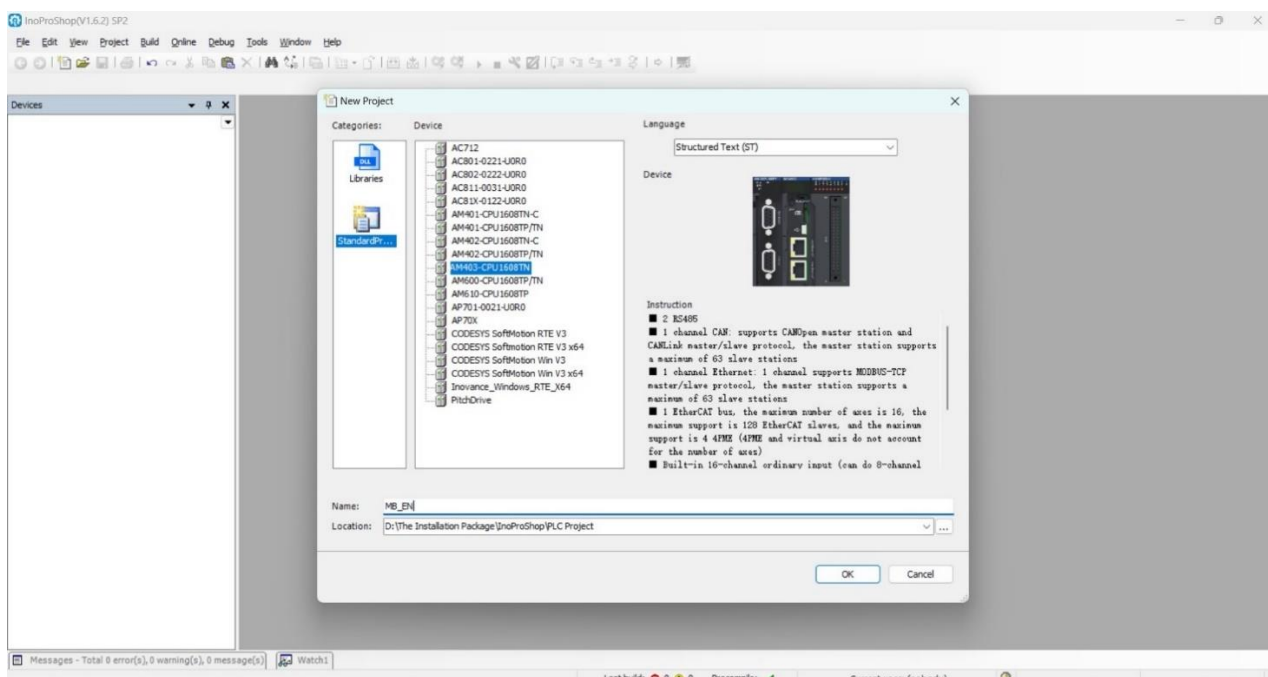 InoProShop(V1.6.2) SP2
File Edit View Project Build Online Debug Tools Window Help
Devices
New Project
Categories:
Libraries
StandardPr...
Device
AC712
AC801-0221-U0R0
AC802-0222-U0R0
AC811-0031-U0R0
AC81X-0122-U0R0
AM401-CPU1608TN-C
AM401-CPU1608TP/TN
AM402-CPU1608TN-C
AM402-CPU1608TP/TN
AM403-CPU1608TN
AM600-CPU1608TP/TN
AM610-CPU1608TP
AP701-0021-U0R0
AP70X
CODESYS SoftMotion RTE V3
CODESYS Softmotion RTE V3 x64
CODESYS SoftMotion Win V3
CODESYS SoftMotion Win V3 x64
Inovance_Windows_RTE_X64
PitchDrive
Language
Structured Text (ST)
Device
Instruction
■ 2 RS485
■ 1 channel CAN: supports CANOpen master station and
CANLink master/slave protocol, the master station supports
a maximum of 63 slave stations
■ 1 channel Ethernet: 1 channel supports MODBUS-TCP
master/slave protocol, the master station supports a
maximum of 63 slave stations
■ 1 EtherCAT bus, the maximum number of axes is 16, the
maximum support is 128 EtherCAT slaves, and the maximum
support is 4 4PME (4PME and virtual axis do not account
for the number of axes)
■ Built-in 16-channel ordinary input (can do 8-channel
Name: MB_EN
Location: D:\The Installation Package\InoProShop\PLC Project
...
OK Cancel
Messages - Total 0 error(s), 0 warning(s), 0 message(s)
Watch1